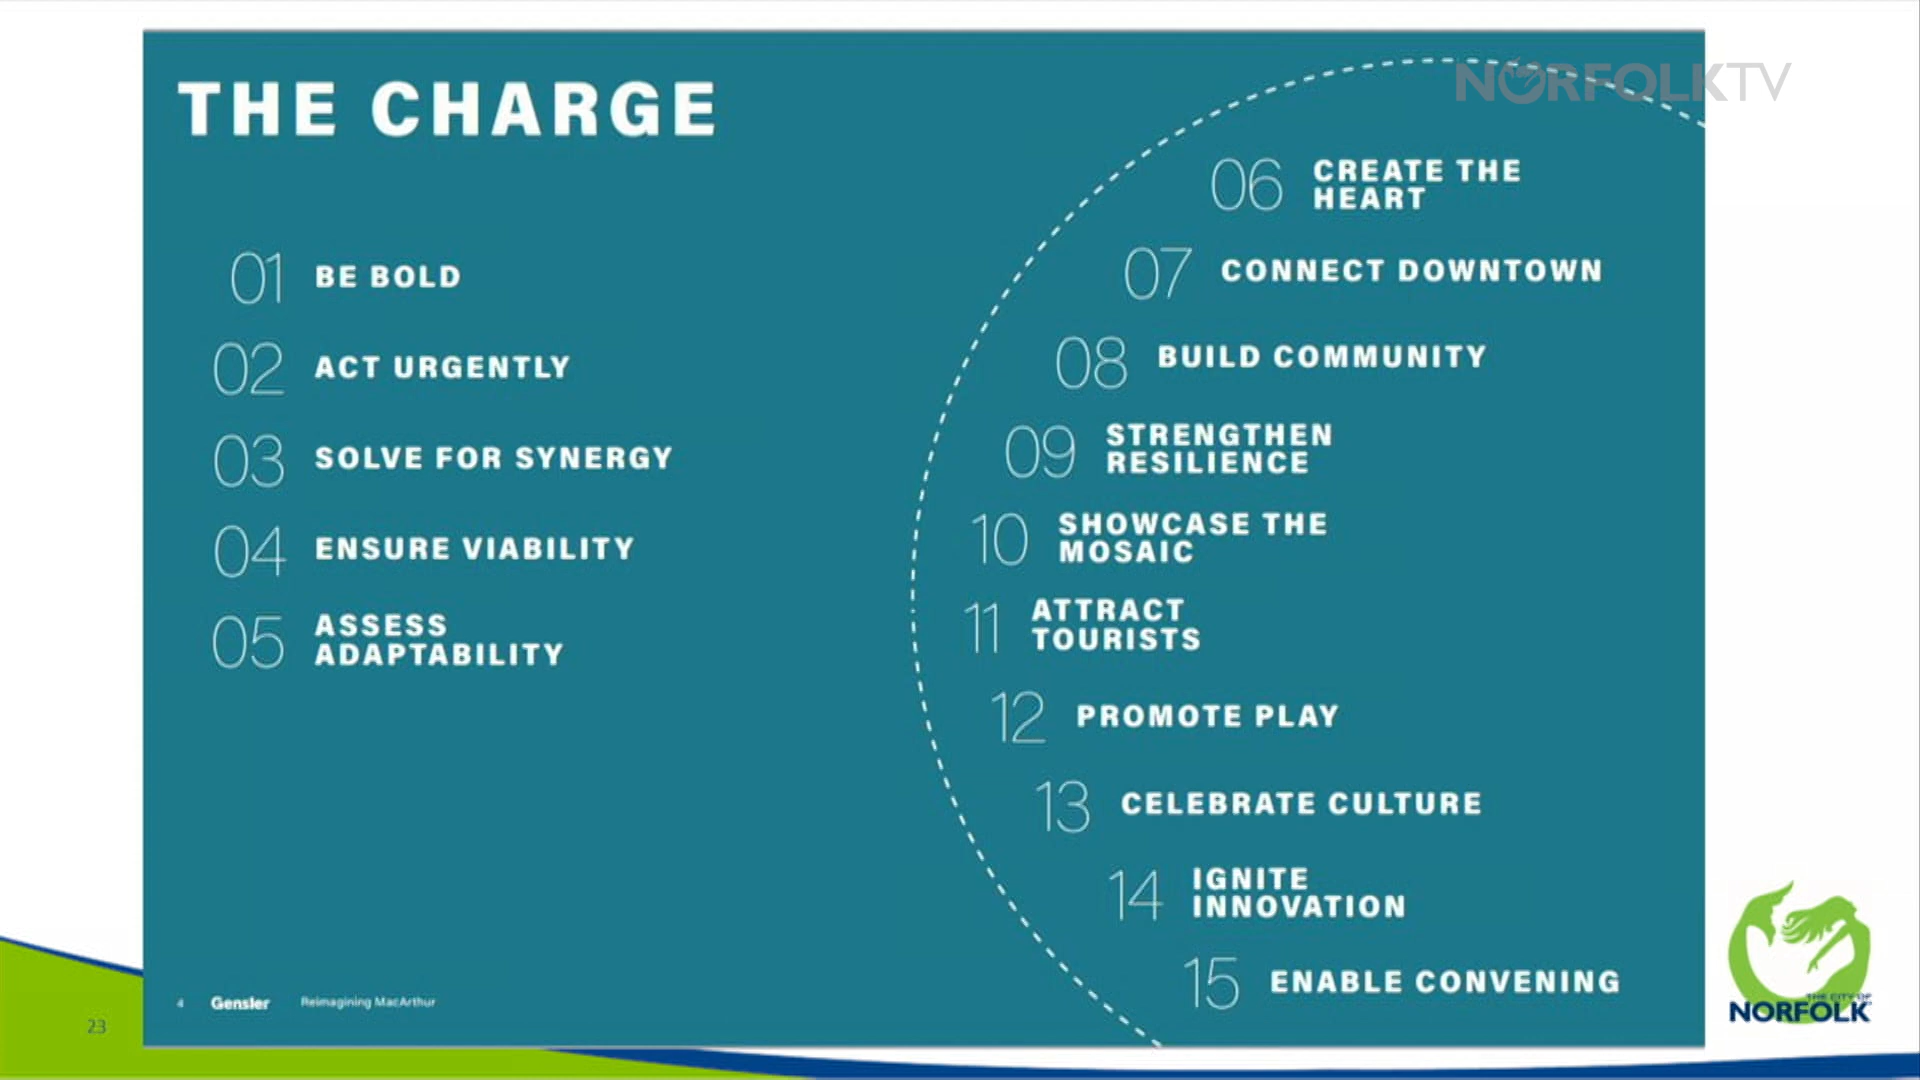 NORFOLKTV
THE CHARGE
01 BE BOLD
02 ACT URGENTLY
03 SOLVE FOR SYNERGY
04 ENSURE VIABILITY
05 ASSESS
ADAPTABILITY
06 CREATE THE
HEART
07 CONNECT DOWNTOWN
08 BUILD COMMUNITY
09 STRENGTHEN
RESILIENCE
10 SHOWCASE THE
MOSAIC
11 ATTRACT
TOURISTS
12 PROMOTE PLAY
13 CELEBRATE CULTURE
14 IGNITE
INNOVATION
15 ENABLE CONVENING
4 Gensler Reimagining MacArthur
23
THE CITY OF
NORFOLK